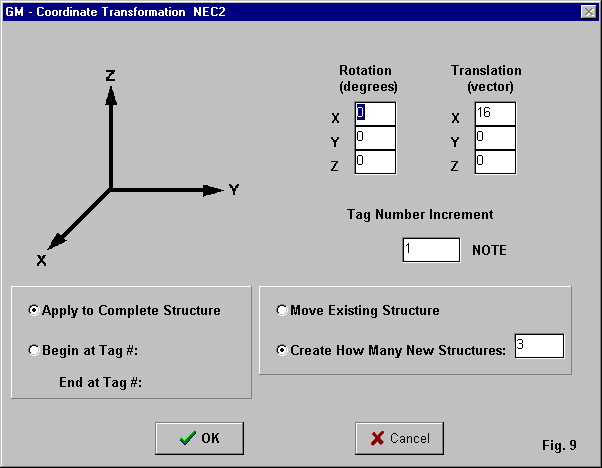 GM - Coordinate Transformation NEC2
Z
Y
X
Rotation Translation
(degrees) (vector)
X 0 X 16
Y 0 Y 0
Z 0 Z 0
Tag Number Increment
1 NOTE
Apply to Complete Structure
Begin at Tag #:
End at Tag #:
Move Existing Structure
Create How Many New Structures: 3
OK
Cancel
Fig. 9